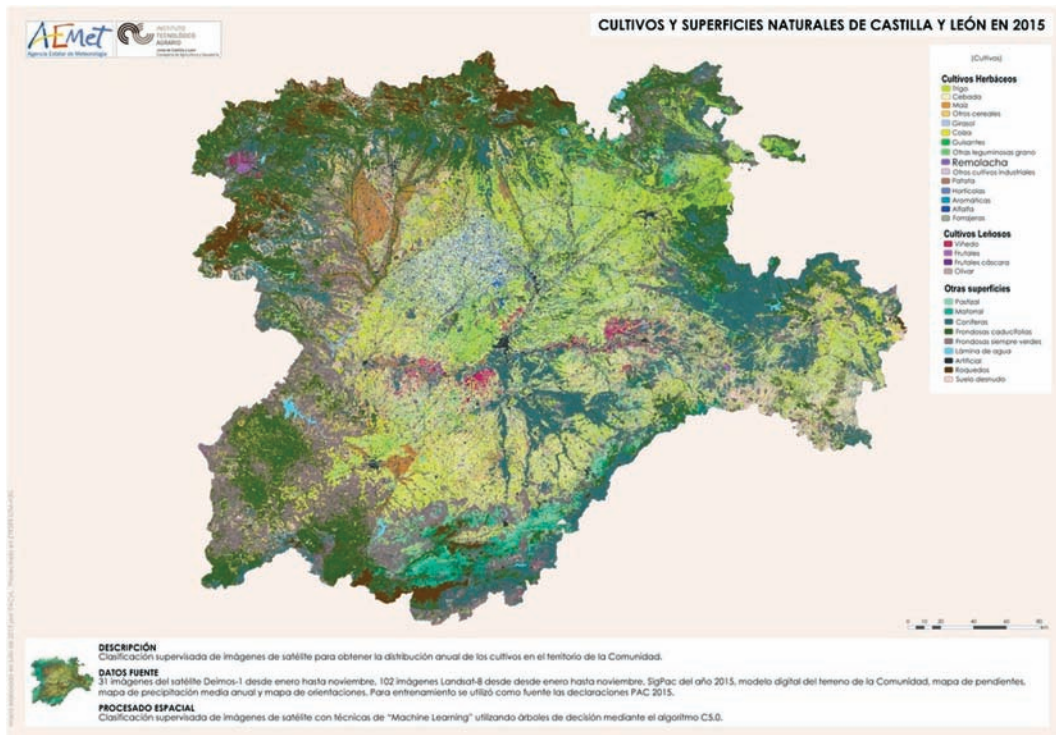 AEmet
Agencia Estatal de Meteorología
INSTITUTO
TECNOLÓGICO
AGRARIO
CULTIVOS Y SUPERFICIES NATURALES DE CASTILLA Y LEÓN EN 2015
(Cultivos)
Cultivos Herbáceos
Trigo
Cebada
Maíz
Otros cereales
Girasol
Colza
Guisantes
Otras leguminosas grano
Remolacha
Otros cultivos industriales
Patata
Hortícolas
Aromáticas
Alfalfa
Forrajeras
Cultivos Leñosos
Viñedo
Frutales
Frutales cáscara
Olivar
Otras superficies
Pastizal
Matorral
Coníferas
Frondosas caducifolias
Frondosas siempre verdes
Lámina de agua
Artificial
Roquedos
Suelo desnudo
0 10 20 40 60 80
km
DESCRIPCIÓN
Clasificación supervisada de imágenes de satélite para obtener la distribución anual de los cultivos en el territorio de la Comunidad.
DATOS FUENTE
31 imágenes del satélite Deimos-1 desde enero hasta noviembre, 102 imágenes Landsat-8 desde desde enero hasta noviembre, SigPac del año 2015, modelo digital del terreno de la Comunidad, mapa de pendientes,
mapa de precipitación media anual y mapa de orientaciones. Para entrenamiento se utilizó como fuente las declaraciones PAC 2015.
PROCESADO ESPACIAL
Clasificación supervisada de imágenes de satélite con técnicas de "Machine Learning" utilizando árboles de decisión mediante el algoritmo C5.0.